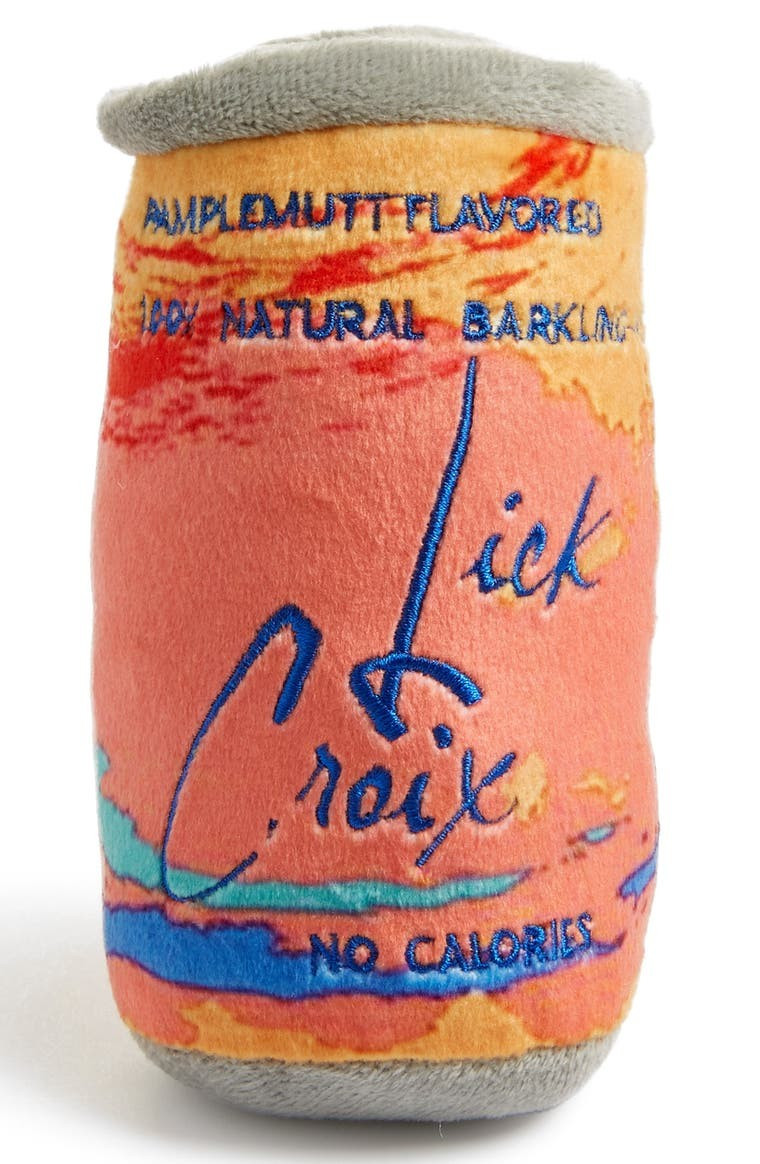 PAMPLEMUTT FLAVORED
100% NATURAL BARKLING-
Lick
Croix
NO CALORIES